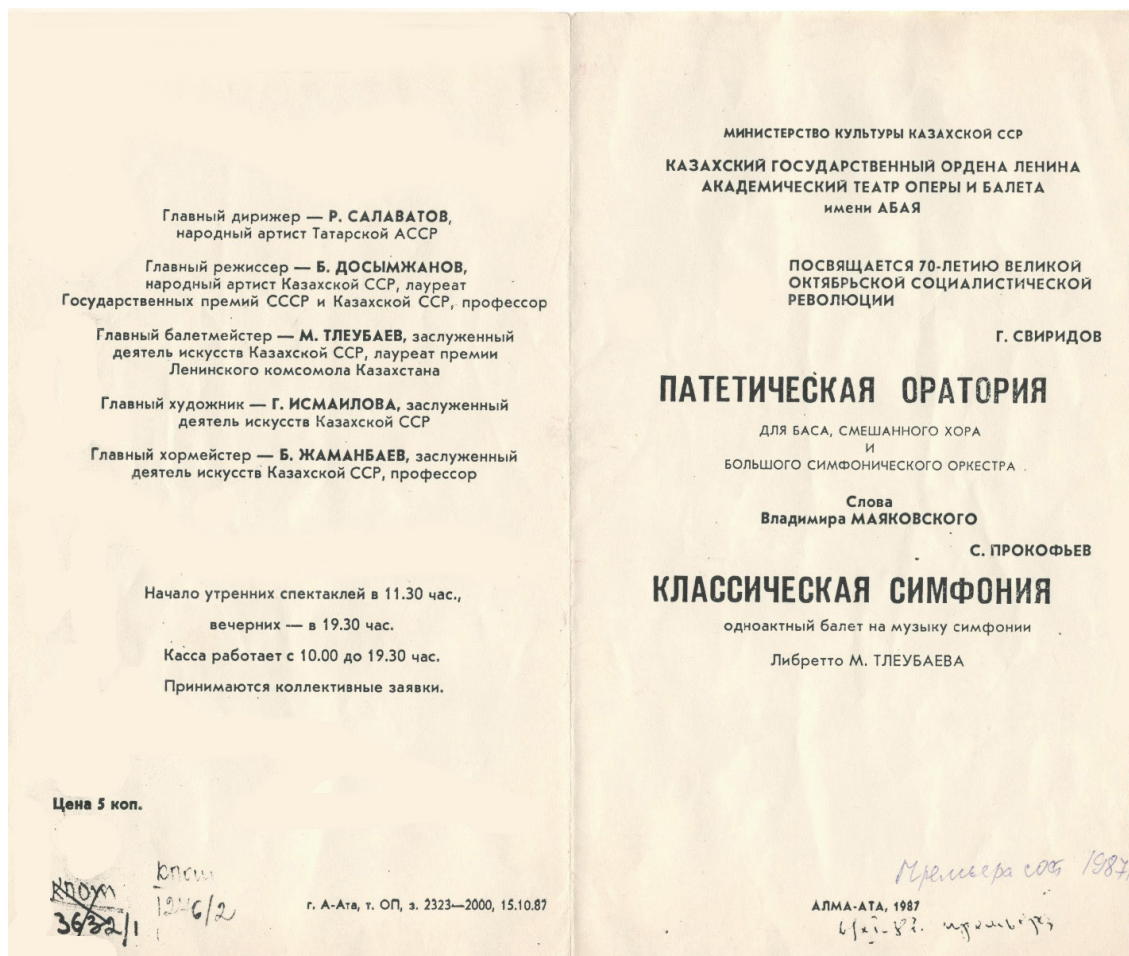 Главный дирижер — Р. САЛАВАТОВ,
народный артист Татарской АССР
Главный режиссер — Б. ДОСЫМЖАНОВ,
народный артист Казахской ССР, лауреат
Государственных премий СССР и Казахской ССР, профессор
Главный балетмейстер — М. ТЛЕУБАЕВ, заслуженный
деятель искусств Казахской ССР, лауреат премии
Ленинского комсомола Казахстана
Главный художник — Г. ИСМАИЛОВА, заслуженный
деятель искусств Казахской ССР
Главный хормейстер — Б. ЖАМАНБАЕВ, заслуженный
деятель искусств Казахской ССР, профессор
Начало утренних спектаклей в 11.30 час.,
вечерних — в 19.30 час.
Касса работает с 10.00 до 19.30 час.
Принимаются коллективные заявки.
Цена 5 коп.
36/32/1
г. А-Ата, т. ОП, з. 2323—2000, 15.10.87
МИНИСТЕРСТВО КУЛЬТУРЫ КАЗАХСКОЙ ССР
КАЗАХСКИЙ ГОСУДАРСТВЕННЫЙ ОРДЕНА ЛЕНИНА
АКАДЕМИЧЕСКИЙ ТЕАТР ОПЕРЫ И БАЛЕТА
имени АБАЯ
ПОСВЯЩАЕТСЯ 70-ЛЕТИЮ ВЕЛИКОЙ
ОКТЯБРЬСКОЙ СОЦИАЛИСТИЧЕСКОЙ
РЕВОЛЮЦИИ
Г. СВИРИДОВ
ПАТЕТИЧЕСКАЯ ОРАТОРИЯ
ДЛЯ БАСА, СМЕШАННОГО ХОРА
И
БОЛЬШОГО СИМФОНИЧЕСКОГО ОРКЕСТРА
Слова
Владимира МАЯКОВСКОГО
С. ПРОКОФЬЕВ
КЛАССИЧЕСКАЯ СИМФОНИЯ
одноактный балет на музыку симфонии
Либретто М. ТЛЕУБАЕВА
Премьера сост 1987
АЛМА-АТА, 1987